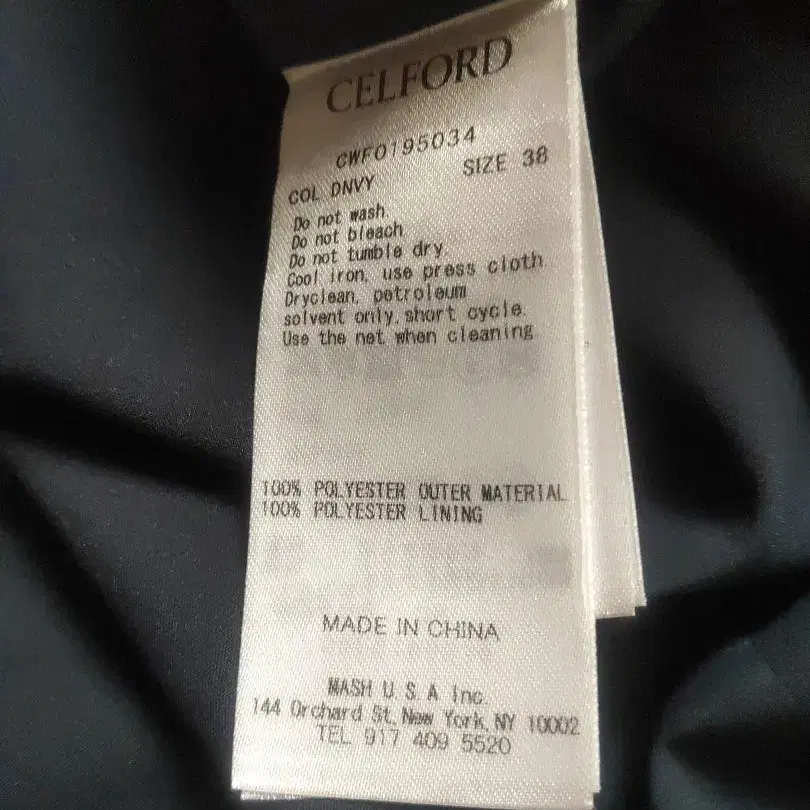 CELFORD
CWFO195034
COL DNVY SIZE 38
Do not wash.
Do not bleach
Do not tumble dry.
Cool iron, use press cloth.
Dryclean, petroleum
solvent only, short cycle.
Use the net when cleaning.
100% POLYESTER OUTER MATERIAL
100% POLYESTER LINING
MADE IN CHINA
MASH U S A Inc.
144 Orchard St, New York, NY 10002
TEL 917 409 5520